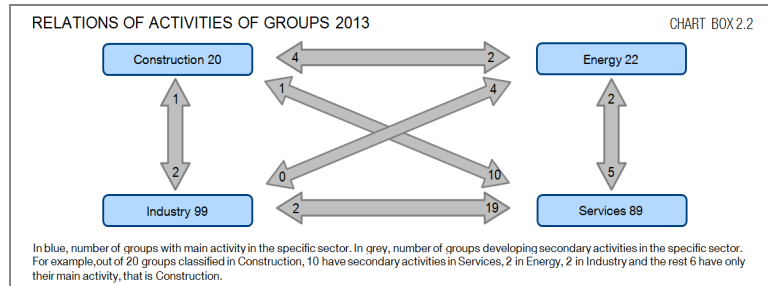 RELATIONS OF ACTIVITIES OF GROUPS 2013 CHART BOX 2.2
Construction 20 4 2 Energy 22
1 4
1 2
2 5
0 10
Industry 99 2 19 Services 89
In blue, number of groups with main activity in the specific sector. In grey, number of groups developing secondary activities in the specific sector.
For example,out of 20 groups classified in Construction, 10 have secondary activities in Services, 2 in Energy, 2 in Industry and the rest 6 have only
their main activity, that is Construction.